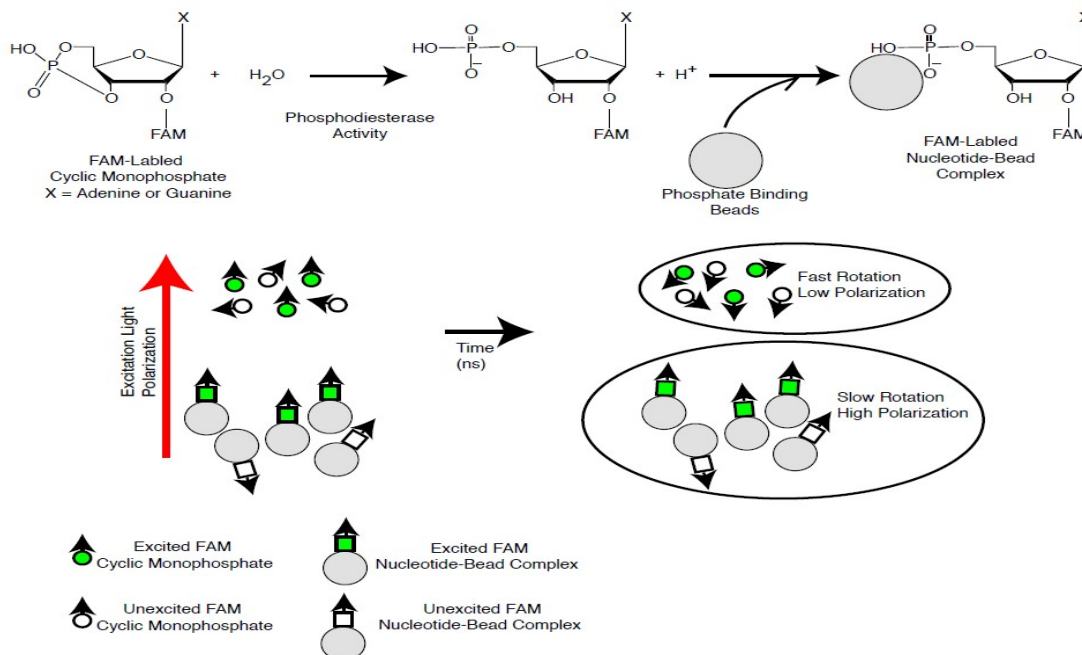 X
HO
O
P
O
O
O
O
FAM
FAM-Labled
Cyclic Monophosphate
X = Adenine or Guanine
+
H2O
Phosphodiesterase
Activity
X
O
HO
P
O
O
O−
OH
O
FAM
+ H+
Phosphate Binding
Beads
X
O
HO
P
O
O
O−
OH
O
FAM
FAM-Labled
Nucleotide-Bead
Complex
Excitation Light
Polarization
Time
(ns)
Fast Rotation
Low Polarization
Slow Rotation
High Polarization
Excited FAM
Cyclic Monophosphate
Excited FAM
Nucleotide-Bead Complex
Unexcited FAM
Cyclic Monophosphate
Unexcited FAM
Nucleotide-Bead Complex